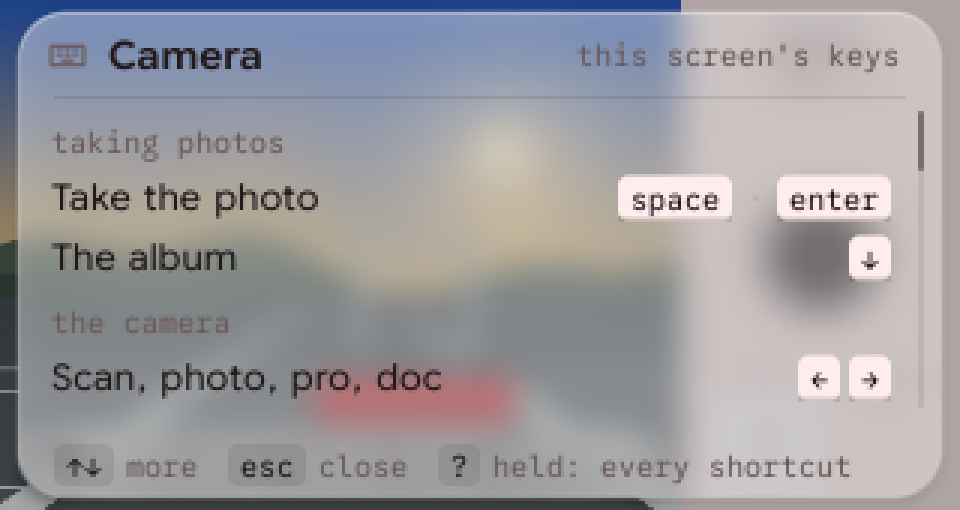 Camera this screen's keys
taking photos
Take the photo space · enter
The album ↓
the camera
Scan, photo, pro, doc ← →
↑↓ more esc close ? held: every shortcut